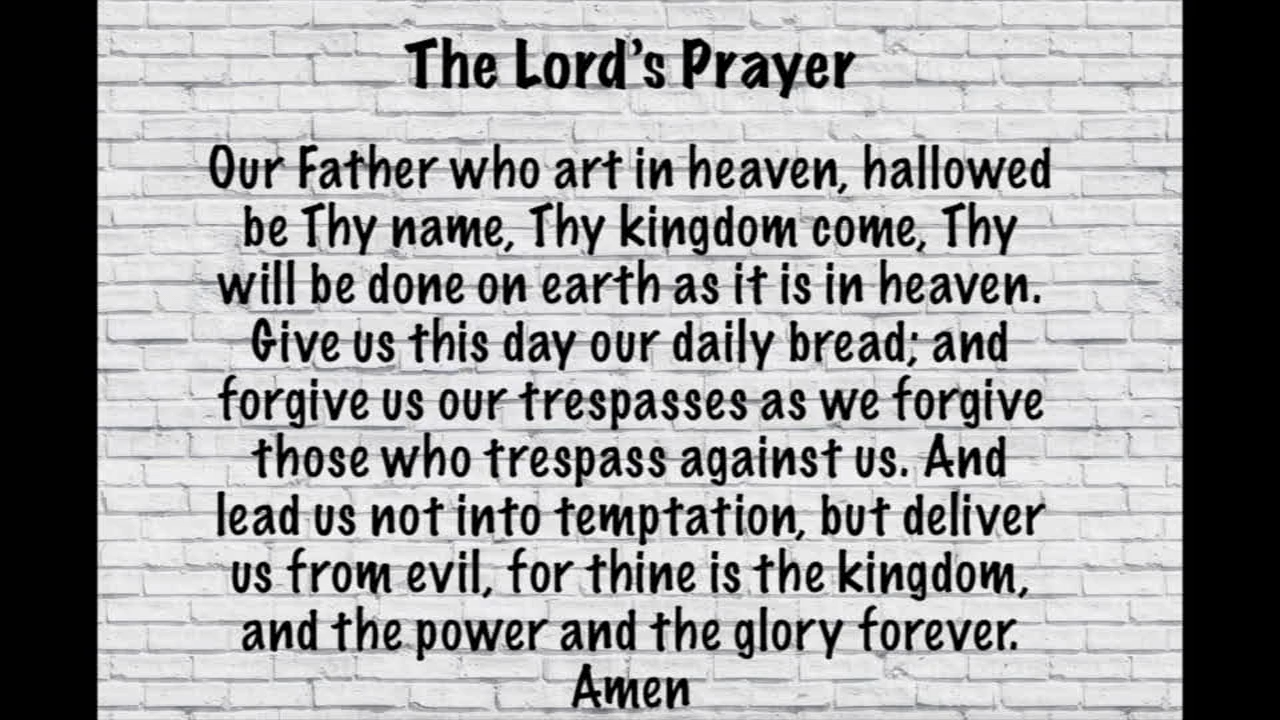 The Lord's Prayer
Our Father who art in heaven, hallowed
be Thy name, Thy kingdom come, Thy
will be done on earth as it is in heaven.
Give us this day our daily bread; and
forgive us our trespasses as we forgive
those who trespass against us. And
lead us not into temptation, but deliver
us from evil, for thine is the kingdom,
and the power and the glory forever.
Amen